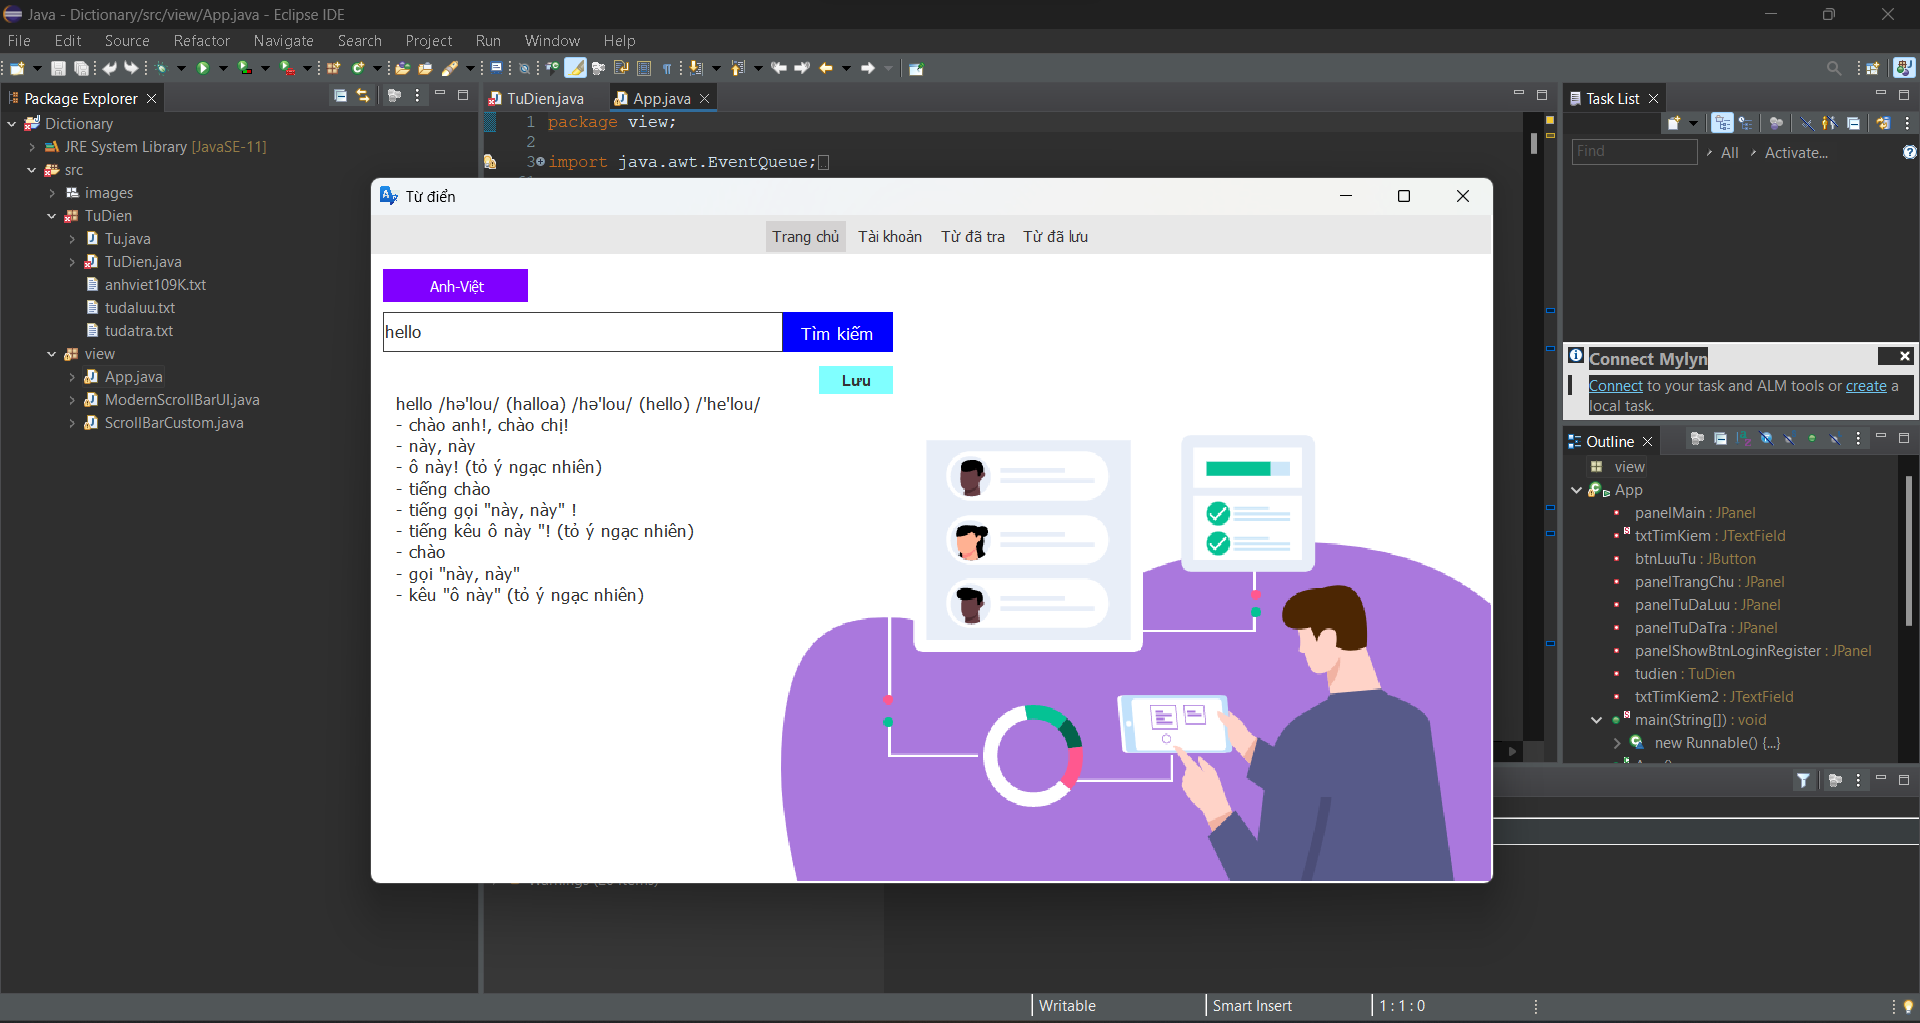 Java - Dictionary/src/view/App.java - Eclipse IDE
File Edit Source Refactor Navigate Search Project Run Window Help
Package Explorer
Dictionary
JRE System Library [JavaSE-11]
src
images
TuDien
Tu.java
TuDien.java
anhviet109K.txt
tudaluu.txt
tudatra.txt
view
App.java
ModernScrollBarUI.java
ScrollBarCustom.java
TuDien.java App.java
1 package view;
2
3 import java.awt.EventQueue;
Từ điển
Trang chủ Tài khoản Từ đã tra Từ đã lưu
Anh-Việt
hello Tìm kiếm
Lưu
hello /hə'lou/ (halloa) /hə'lou/ (hello) /'he'lou/
- chào anh!, chào chị!
- này, này
- ô này! (tỏ ý ngạc nhiên)
- tiếng chào
- tiếng gọi "này, này" !
- tiếng kêu ô này "! (tỏ ý ngạc nhiên)
- chào
- gọi "này, này"
- kêu "ô này" (tỏ ý ngạc nhiên)
Task List
Find All Activate...
Connect Mylyn
Connect to your task and ALM tools or create a
local task.
Outline
view
App
panelMain : JPanel
txtTimKiem : JTextField
btnLuuTu : JButton
panelTrangChu : JPanel
panelTuDaLuu : JPanel
panelTuDaTra : JPanel
panelShowBtnLoginRegister : JPanel
tudien : TuDien
txtTimKiem2 : JTextField
main(String[]) : void
new Runnable() {...}
Writable Smart Insert 1 : 1 : 0